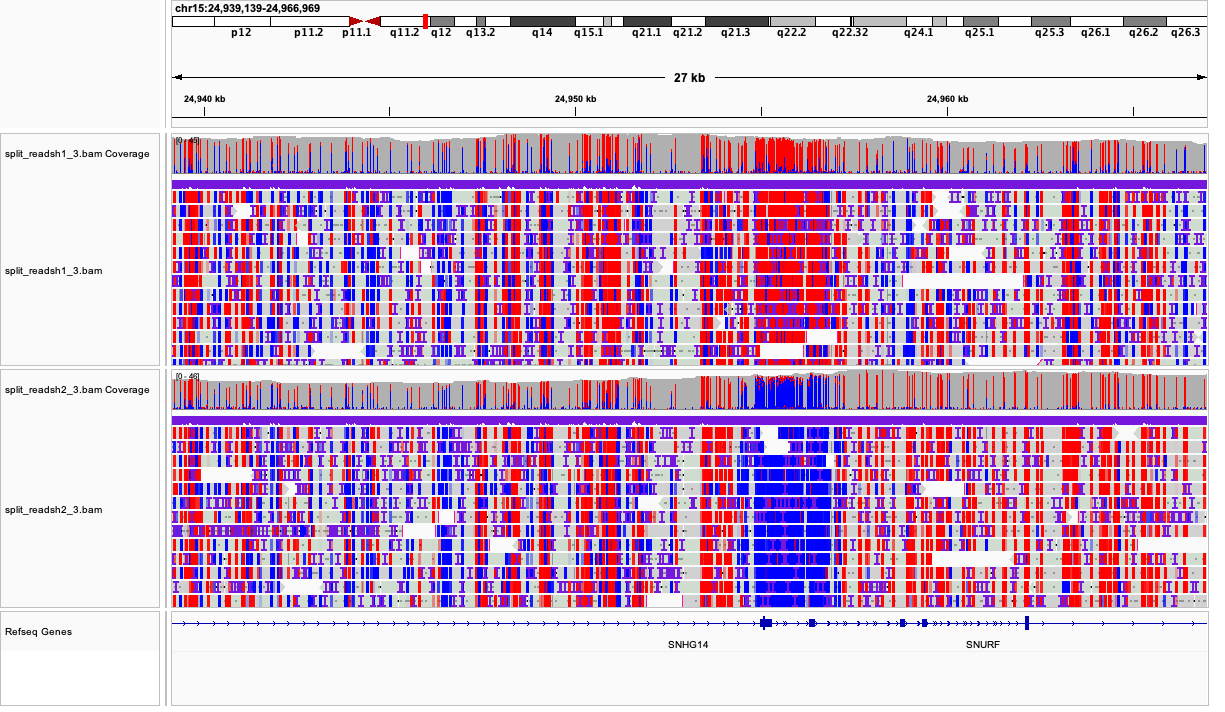 chr15:24,939,139-24,966,969
p12 p11.2 p11.1 q11.2 q12 q13.2 q14 q15.1 q21.1 q21.2 q21.3 q22.2 q22.32 q24.1 q25.1 q25.3 q26.1 q26.2 q26.3
27 kb
24,940 kb 24,950 kb 24,960 kb
split_readsh1_3.bam Coverage
[0 - 45]
split_readsh1_3.bam
split_readsh2_3.bam Coverage
[0 - 46]
split_readsh2_3.bam
Refseq Genes
SNHG14 SNURF